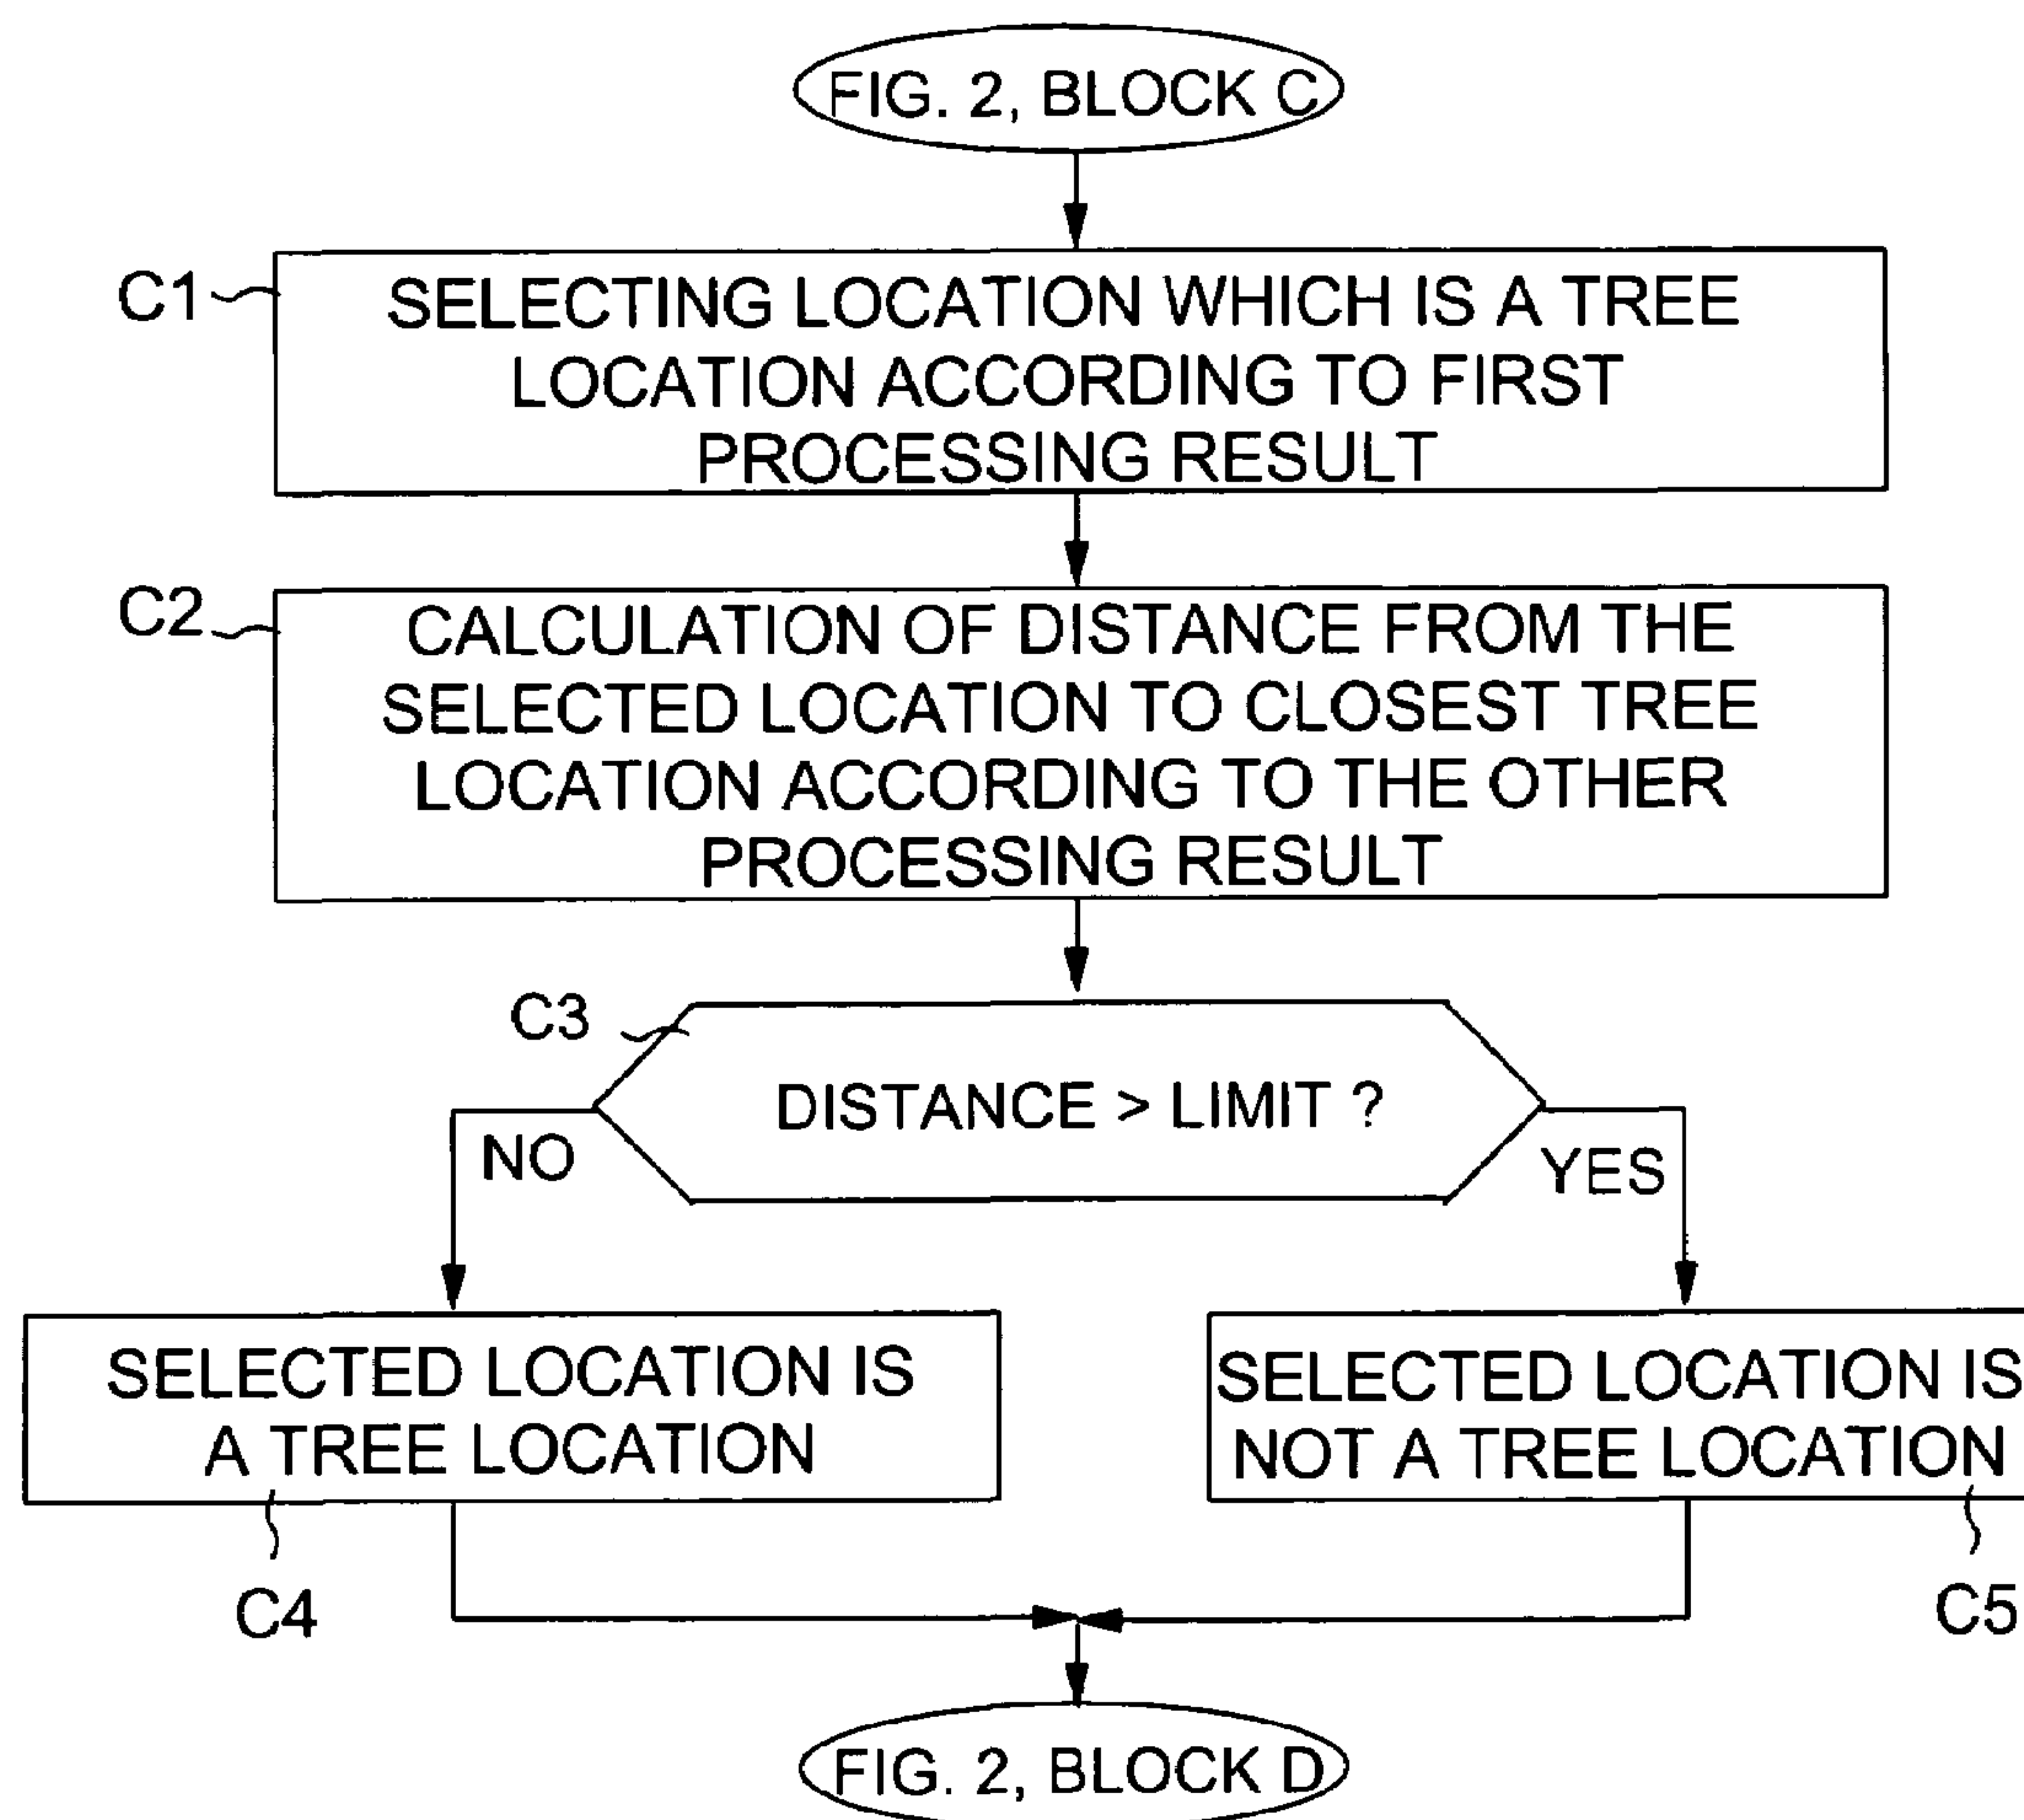 FIG. 2, BLOCK C
C1
SELECTING LOCATION WHICH IS A TREE
LOCATION ACCORDING TO FIRST
PROCESSING RESULT
C2
CALCULATION OF DISTANCE FROM THE
SELECTED LOCATION TO CLOSEST TREE
LOCATION ACCORDING TO THE OTHER
PROCESSING RESULT
C3
DISTANCE > LIMIT ?
NO
YES
SELECTED LOCATION IS
A TREE LOCATION
SELECTED LOCATION IS
NOT A TREE LOCATION
C4
C5
FIG. 2, BLOCK D